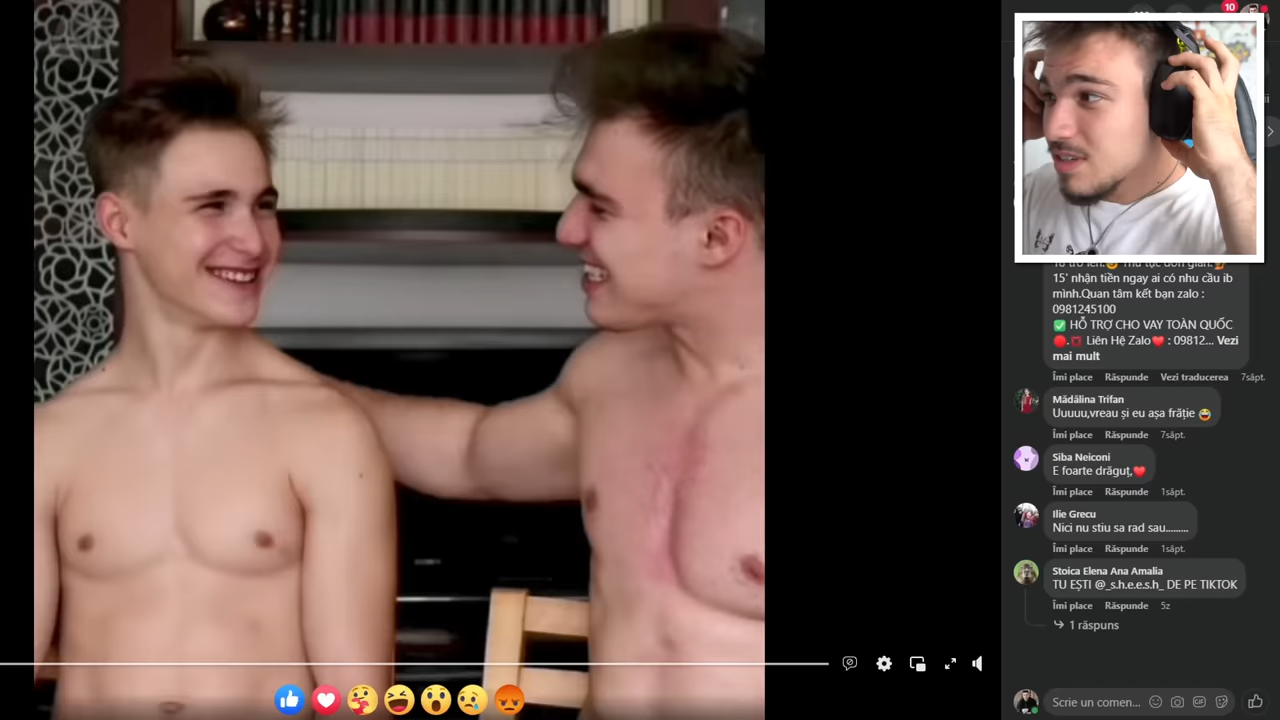 10
15' nhận tiền ngay ai có nhu cầu ib
mình.Quan tâm kết bạn zalo :
0981245100
✅ HỖ TRỢ CHO VAY TOÀN QUỐC
🔴.💢 Liên Hệ Zalo❤️ : 09812... Vezi
mai mult
Îmi place Răspunde Vezi traducerea 7săpt.
Mădălina Trifan
Uuuuu,vreau și eu așa frăție 😂
Îmi place Răspunde 7săpt.
Siba Neiconi
E foarte drăguț,❤️
Îmi place Răspunde 1săpt.
Ilie Grecu
Nici nu stiu sa rad sau.........
Îmi place Răspunde 1săpt.
Stoica Elena Ana Amalia
TU EȘTI @_s.h.e.e.s.h_ DE PE TIKTOK
Îmi place Răspunde 5z
1 răspuns
Scrie un comen...
GIF